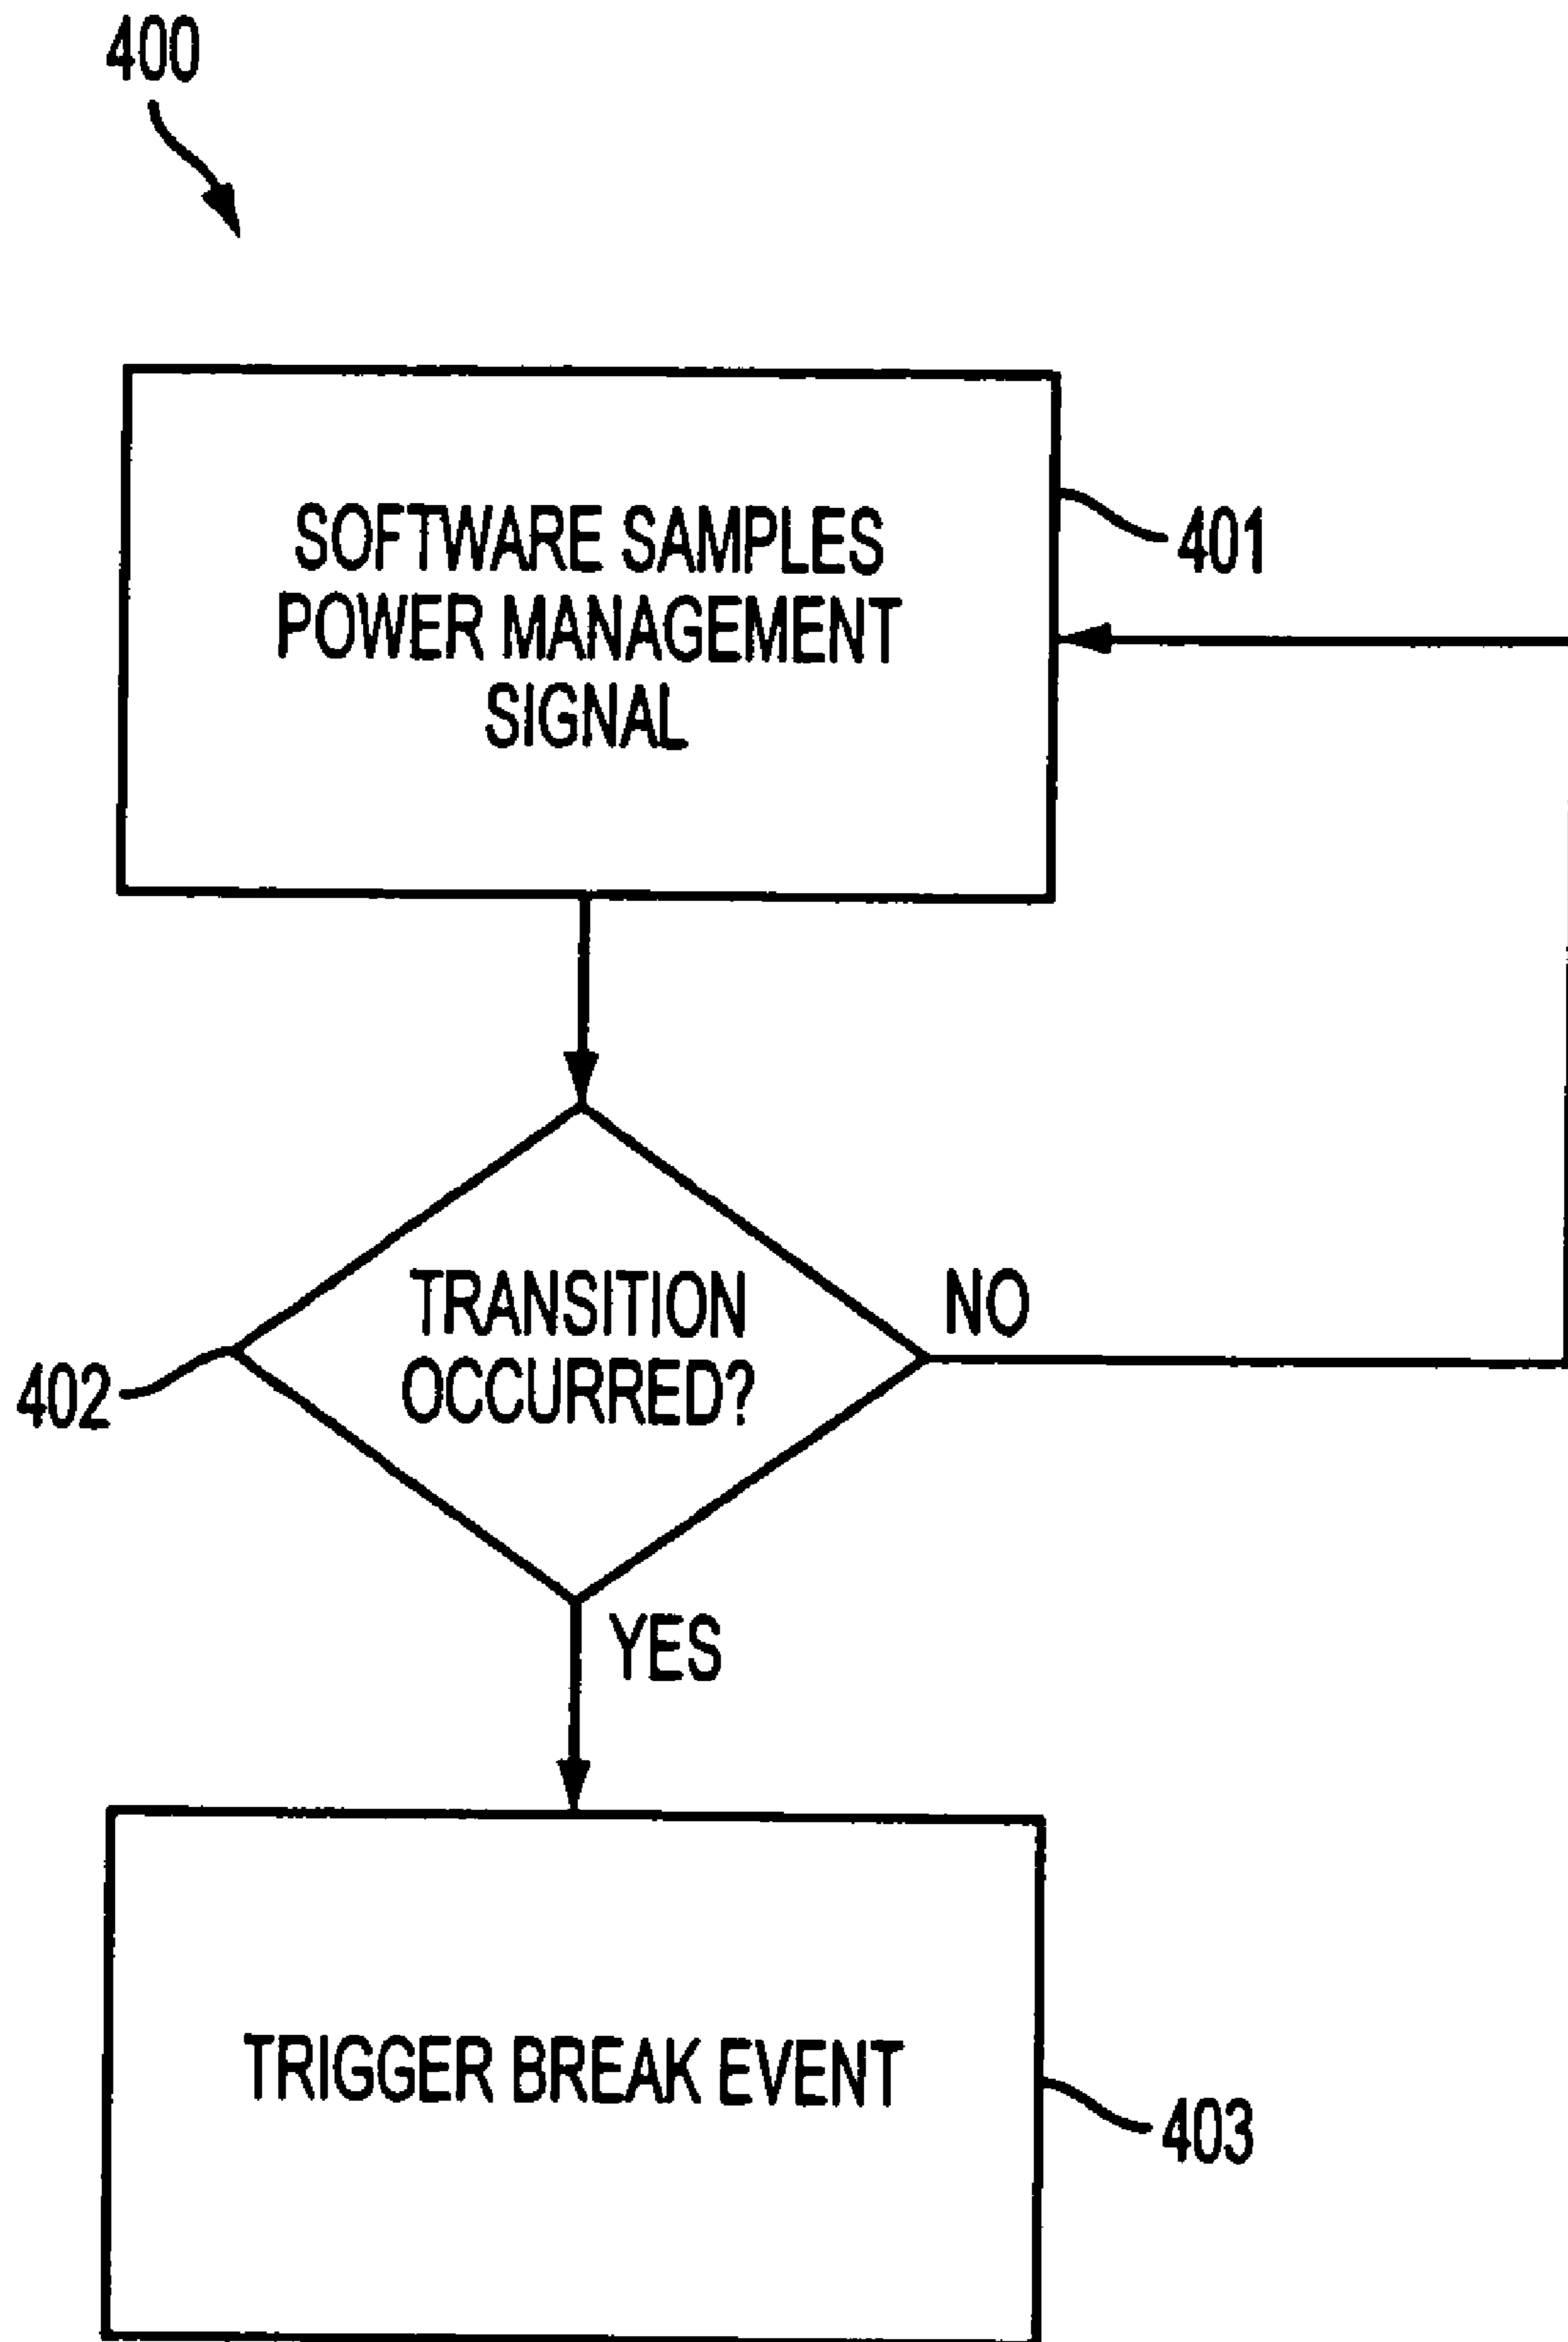 400
SOFTWARE SAMPLES
POWER MANAGEMENT
SIGNAL
401
TRANSITION
OCCURRED?
NO
402
YES
TRIGGER BREAK EVENT
403